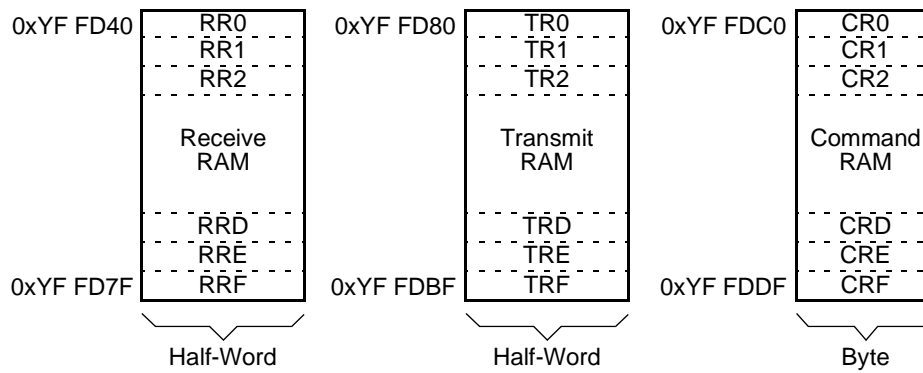 0xYF FD40 RR0 0xYF FD80 TR0 0xYF FDC0 CR0
RR1 TR1 CR1
RR2 TR2 CR2
Receive Transmit Command
RAM RAM RAM
RRD TRD CRD
RRE TRE CRE
0xYF FD7F RRF 0xYF FDBF TRF 0xYF FDDF CRF
Half-Word Half-Word Byte